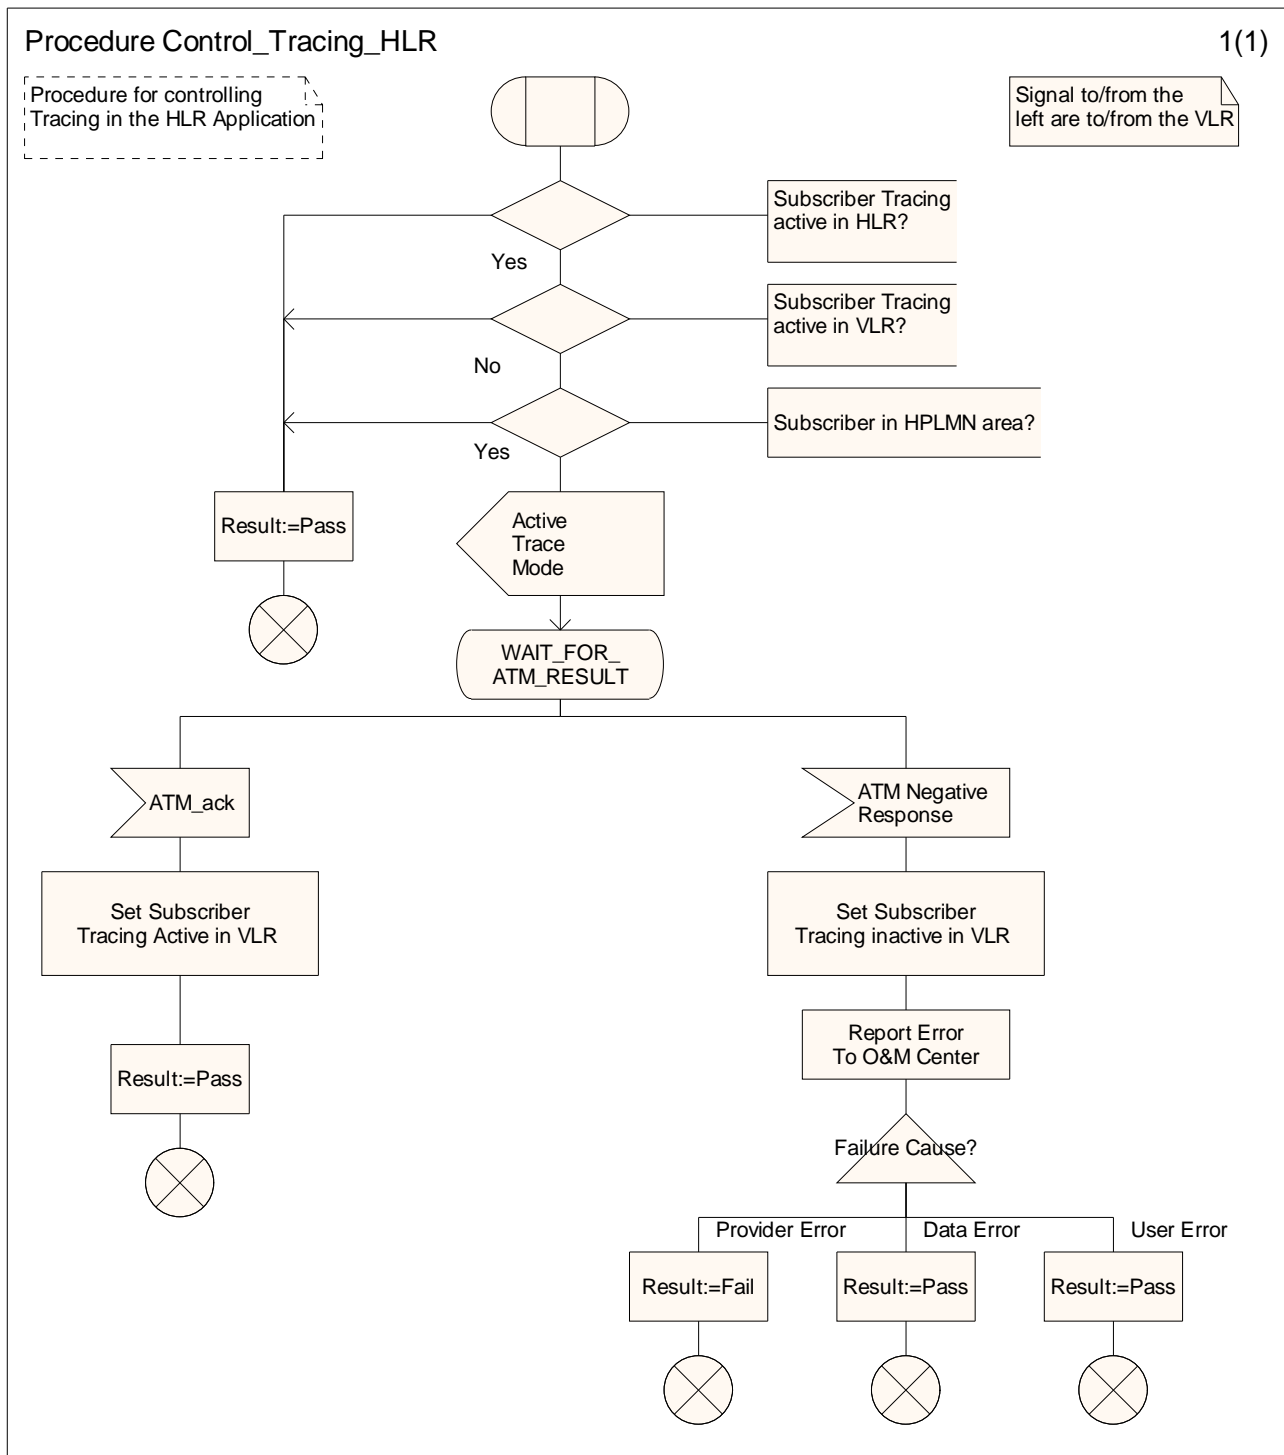 Procedure Control_Tracing_HLR
1(1)
Procedure for controlling
Tracing in the HLR Application
Signal to/from the
left are to/from the VLR
Subscriber Tracing
active in HLR?
Yes
Subscriber Tracing
active in VLR?
No
Subscriber in HPLMN area?
Yes
Result:=Pass
Active
Trace
Mode
WAIT_FOR_
ATM_RESULT
ATM_ack
ATM Negative
Response
Set Subscriber
Tracing Active in VLR
Set Subscriber
Tracing inactive in VLR
Report Error
To O&M Center
Result:=Pass
Failure Cause?
Provider Error
Data Error
User Error
Result:=Fail
Result:=Pass
Result:=Pass